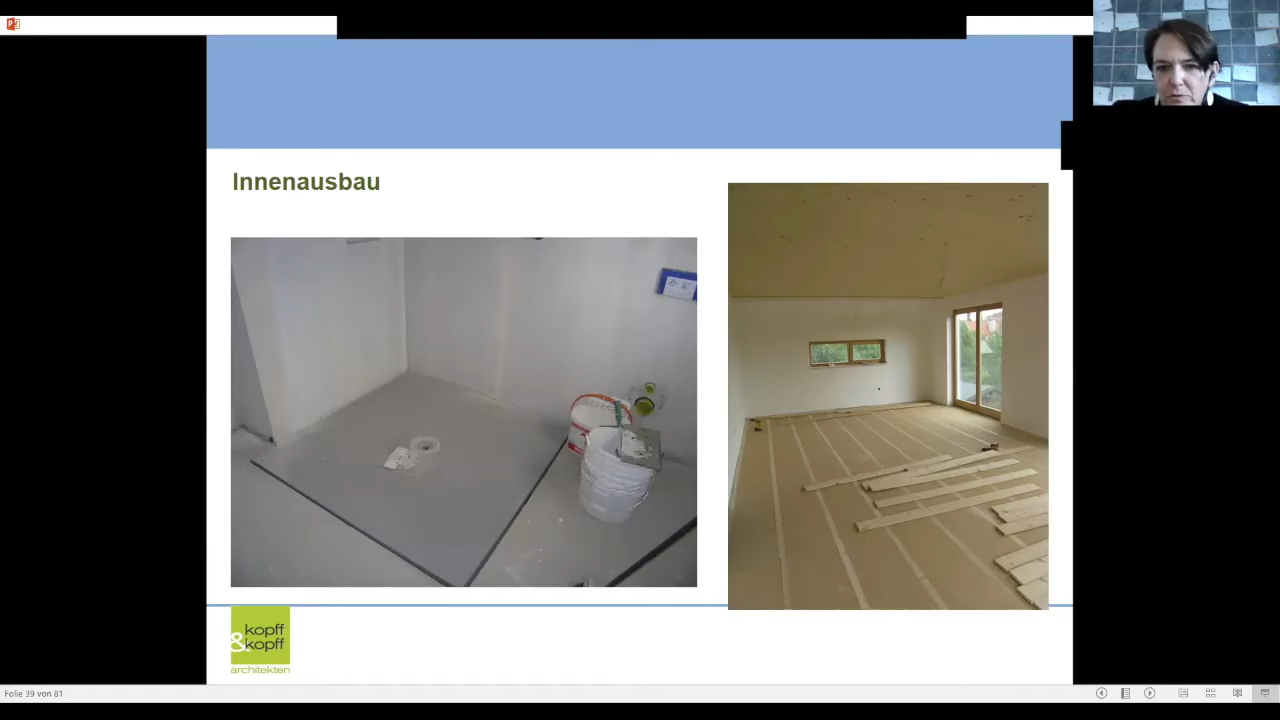 Innenausbau
kopff
&kopff
architekten
Folie 39 von 81